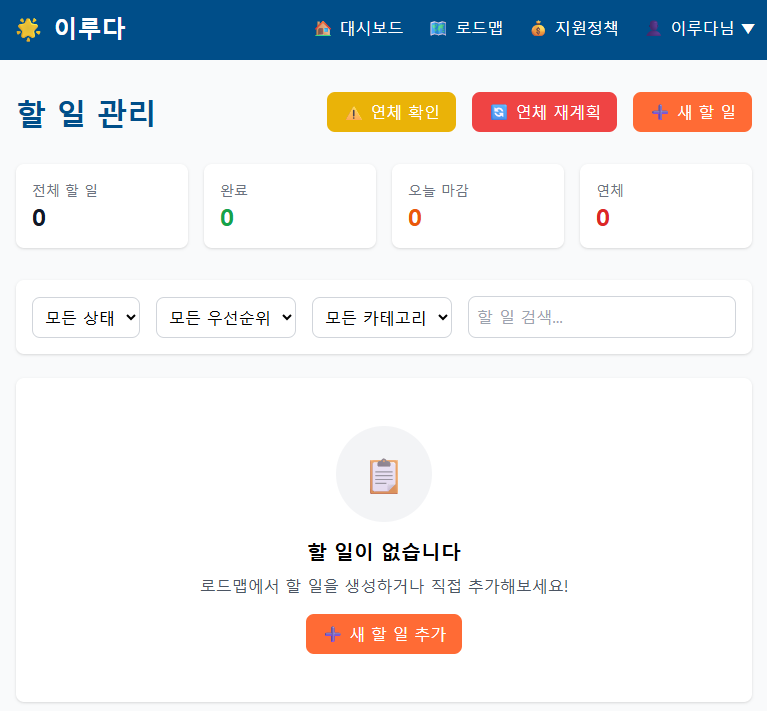 이루다 대시보드 로드맵 지원정책 이루다님 ▼
할 일 관리 연체 확인 연체 재계획 새 할 일
전체 할 일 완료 오늘 마감 연체
0 0 0 0
모든 상태 모든 우선순위 모든 카테고리 할 일 검색...
할 일이 없습니다
로드맵에서 할 일을 생성하거나 직접 추가해보세요!
새 할 일 추가